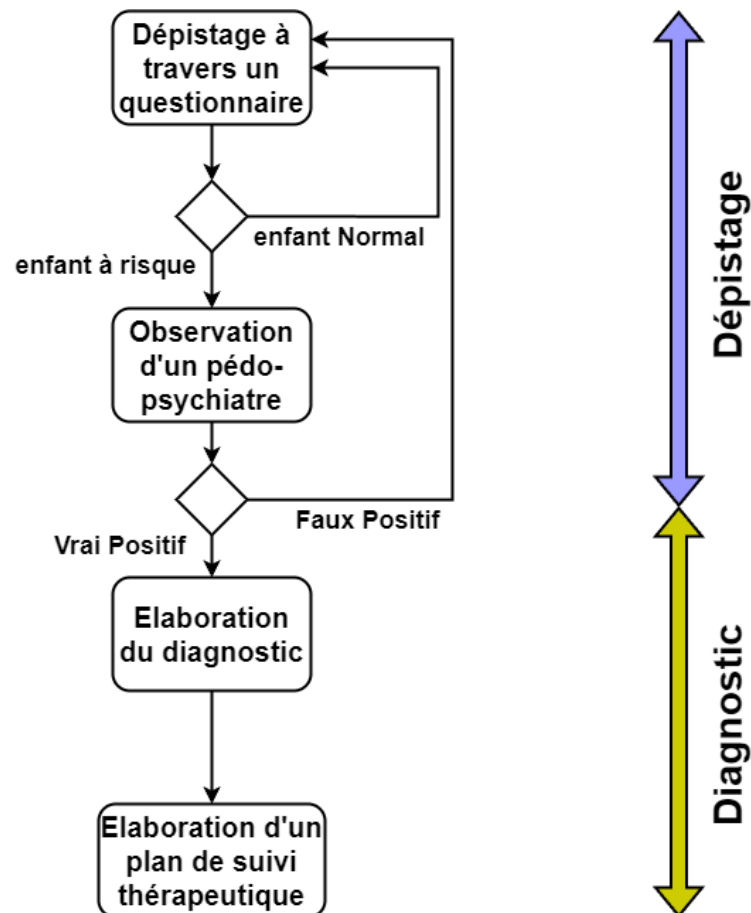 Dépistage à
travers un
questionnaire
enfant Normal
enfant à risque
Observation
d'un pédo-
psychiatre
Faux Positif
Vrai Positif
Elaboration
du diagnostic
Elaboration d'un
plan de suivi
thérapeutique
Dépistage
Diagnostic